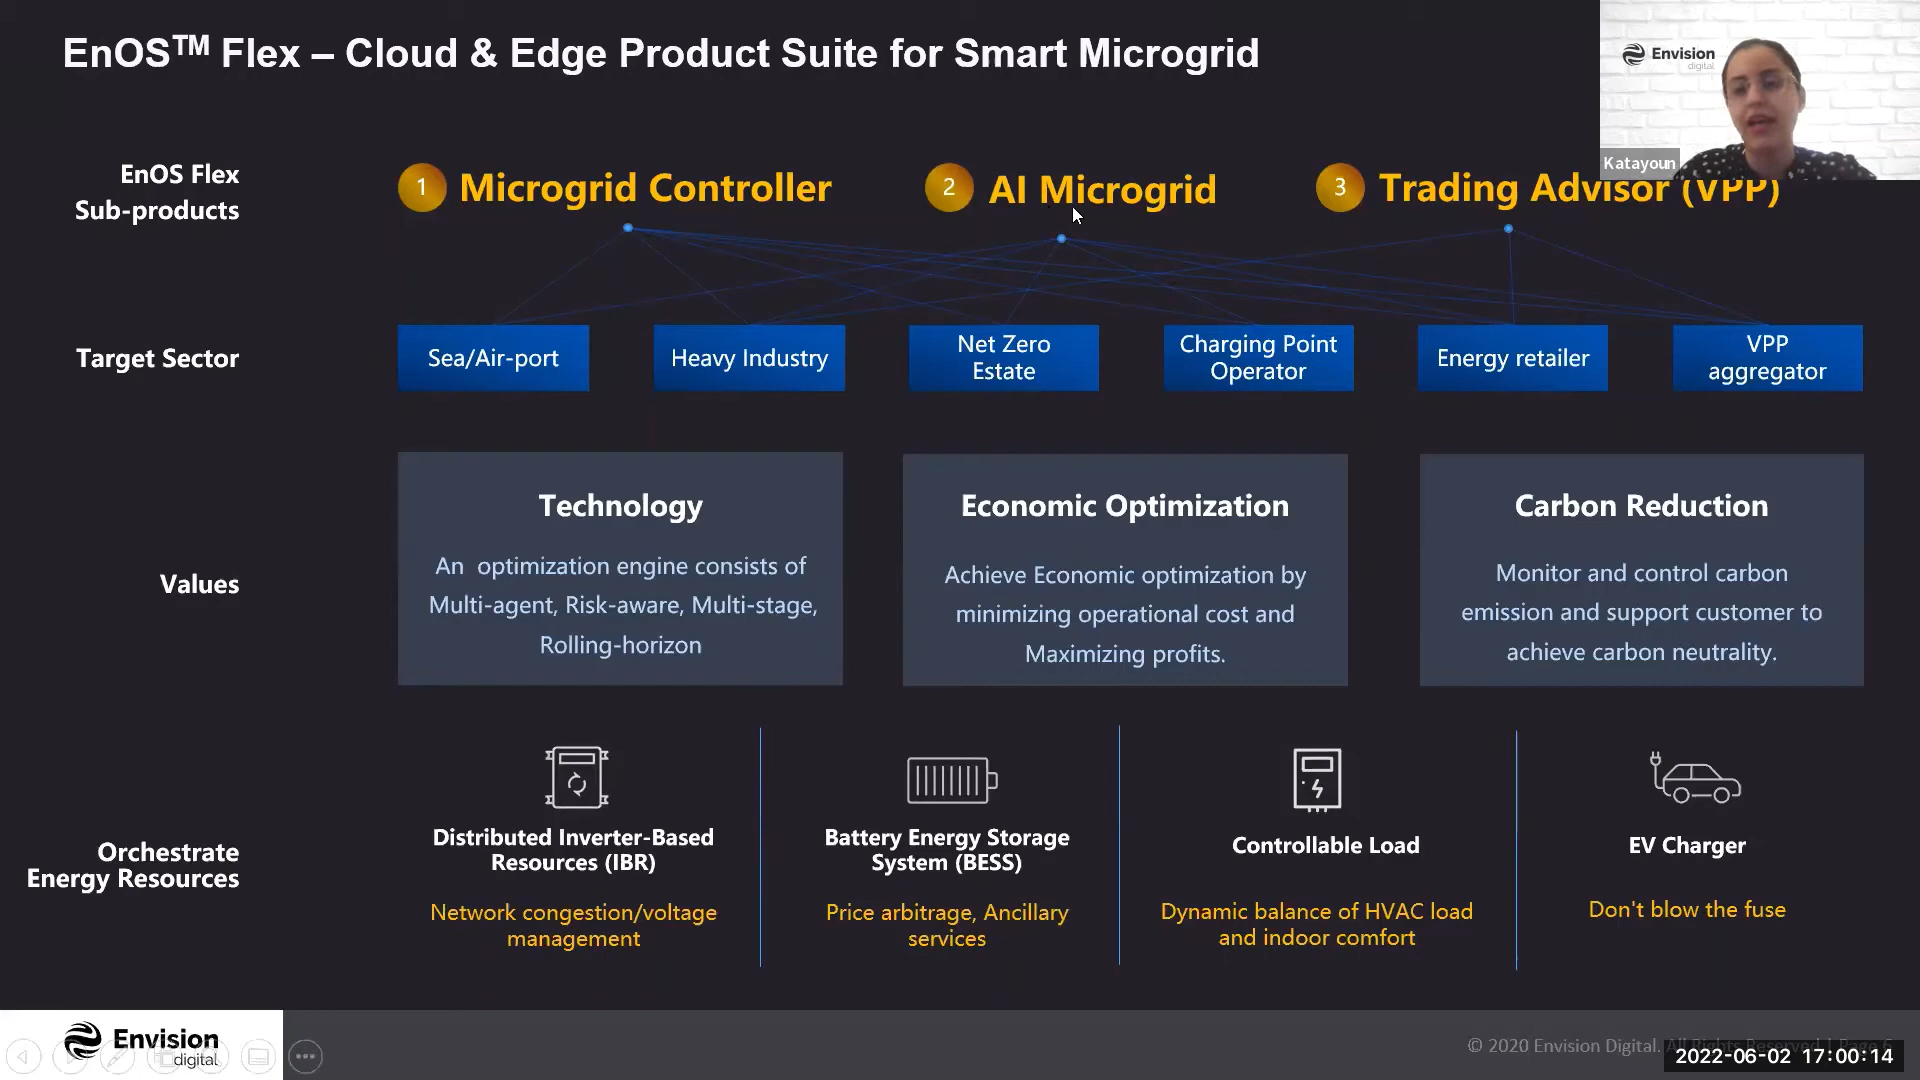 EnOS™ Flex – Cloud & Edge Product Suite for Smart Microgrid
Envision
digital
Katayoun
EnOS Flex
Sub-products
1 Microgrid Controller
2 AI Microgrid
3 Trading Advisor (VPP)
Target Sector
Sea/Air-port
Heavy Industry
Net Zero
Estate
Charging Point
Operator
Energy retailer
VPP
aggregator
Values
Technology
An optimization engine consists of
Multi-agent, Risk-aware, Multi-stage,
Rolling-horizon
Economic Optimization
Achieve Economic optimization by
minimizing operational cost and
Maximizing profits.
Carbon Reduction
Monitor and control carbon
emission and support customer to
achieve carbon neutrality.
Orchestrate
Energy Resources
Distributed Inverter-Based
Resources (IBR)
Network congestion/voltage
management
Battery Energy Storage
System (BESS)
Price arbitrage, Ancillary
services
Controllable Load
Dynamic balance of HVAC load
and indoor comfort
EV Charger
Don't blow the fuse
Envision
digital
© 2020 Envision Digital. All Rights Reserved | Page
2022-06-02 17:00:14